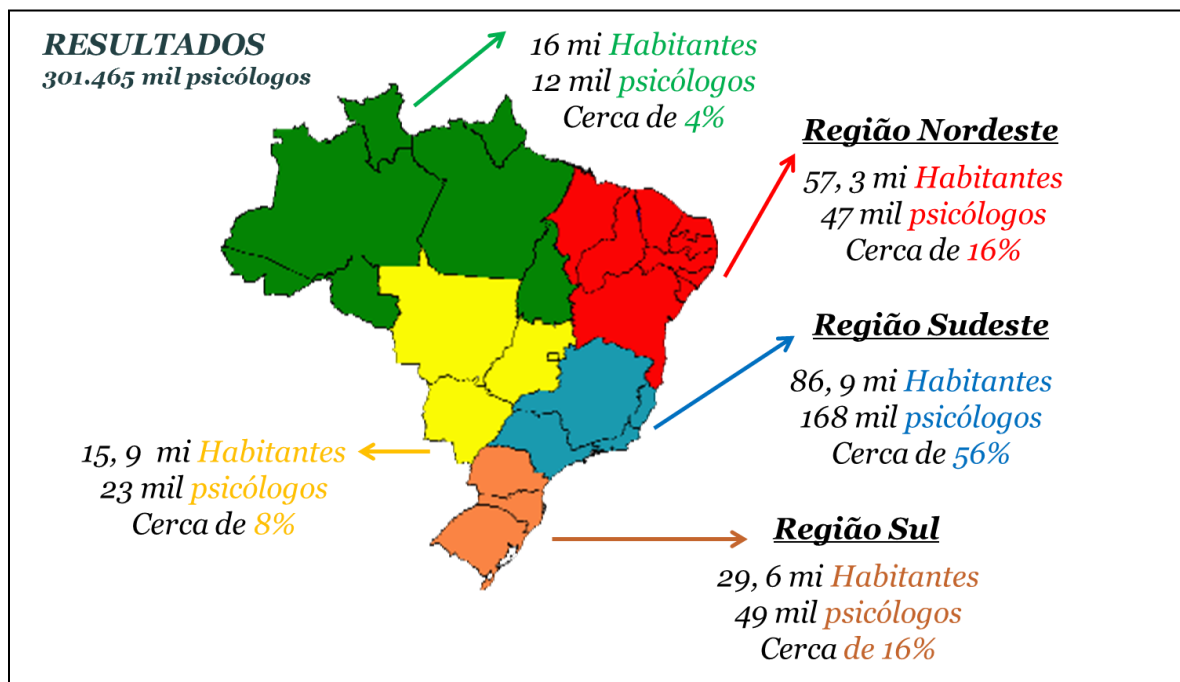 RESULTADOS
301.465 mil psicólogos
16 mi Habitantes
12 mil psicólogos
Cerca de 4%
Região Nordeste
57, 3 mi Habitantes
47 mil psicólogos
Cerca de 16%
Região Sudeste
86, 9 mi Habitantes
168 mil psicólogos
Cerca de 56%
15, 9 mi Habitantes
23 mil psicólogos
Cerca de 8%
Região Sul
29, 6 mi Habitantes
49 mil psicólogos
Cerca de 16%